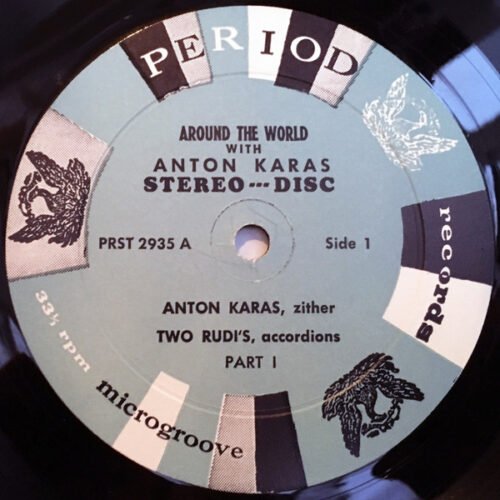 PERIOD
AROUND THE WORLD
WITH
ANTON KARAS
STEREO---DISC
PRST 2935 A
Side 1
ANTON KARAS, zither
TWO RUDI'S, accordions
PART I
records
33⅓ rpm
microgroove